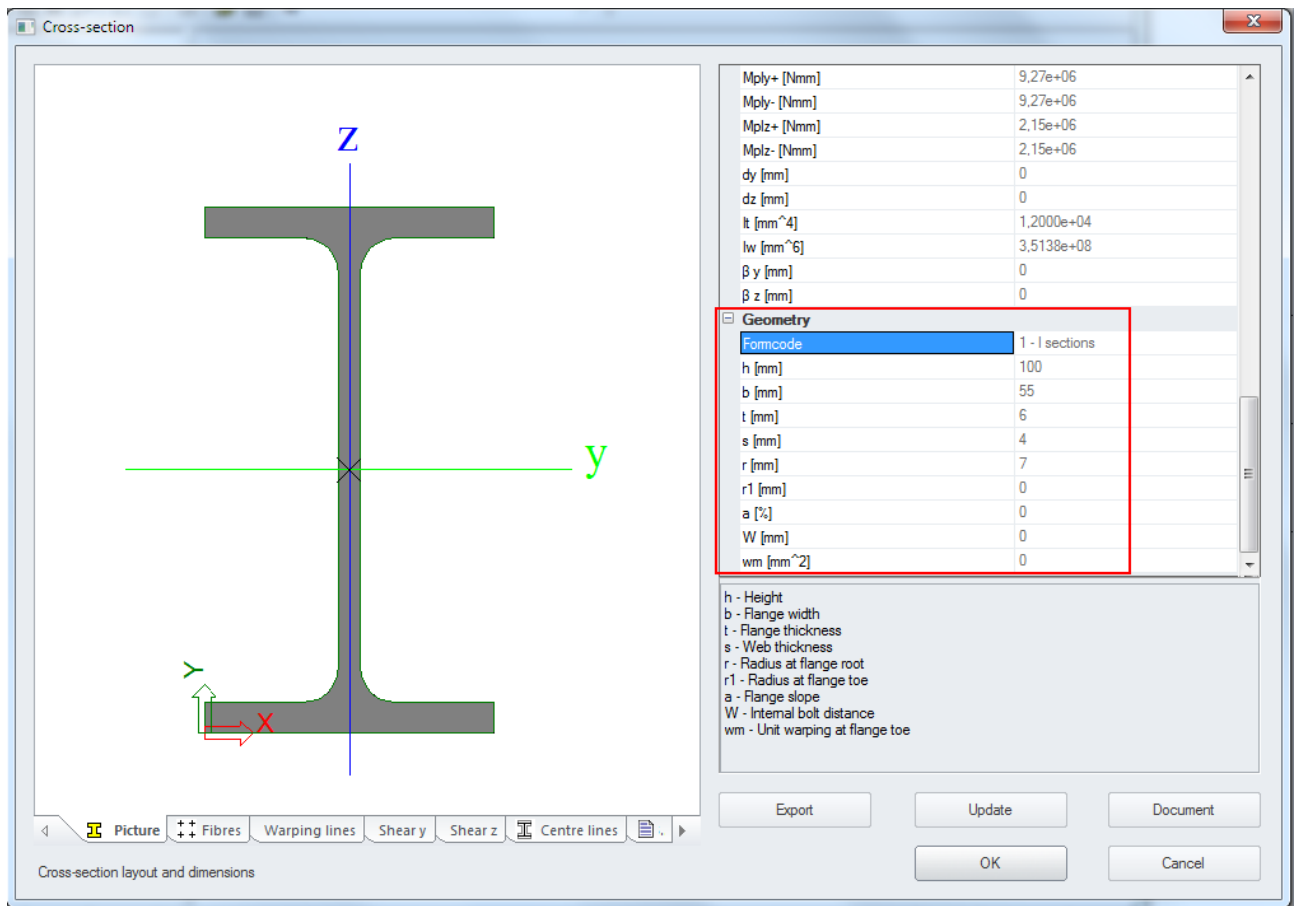 Cross-section
Z
y
Y
X
Mply+ [Nmm] 9,27e+06
Mply- [Nmm] 9,27e+06
Mplz+ [Nmm] 2,15e+06
Mplz- [Nmm] 2,15e+06
dy [mm] 0
dz [mm] 0
It [mm^4] 1,2000e+04
Iw [mm^6] 3,5138e+08
β y [mm] 0
β z [mm] 0
Geometry
Formcode 1 - I sections
h [mm] 100
b [mm] 55
t [mm] 6
s [mm] 4
r [mm] 7
r1 [mm] 0
a [%] 0
W [mm] 0
wm [mm^2] 0
h - Height
b - Flange width
t - Flange thickness
s - Web thickness
r - Radius at flange root
r1 - Radius at flange toe
a - Flange slope
W - Internal bolt distance
wm - Unit warping at flange toe
Picture Fibres Warping lines Shear y Shear z Centre lines
Export Update Document
OK Cancel
Cross-section layout and dimensions